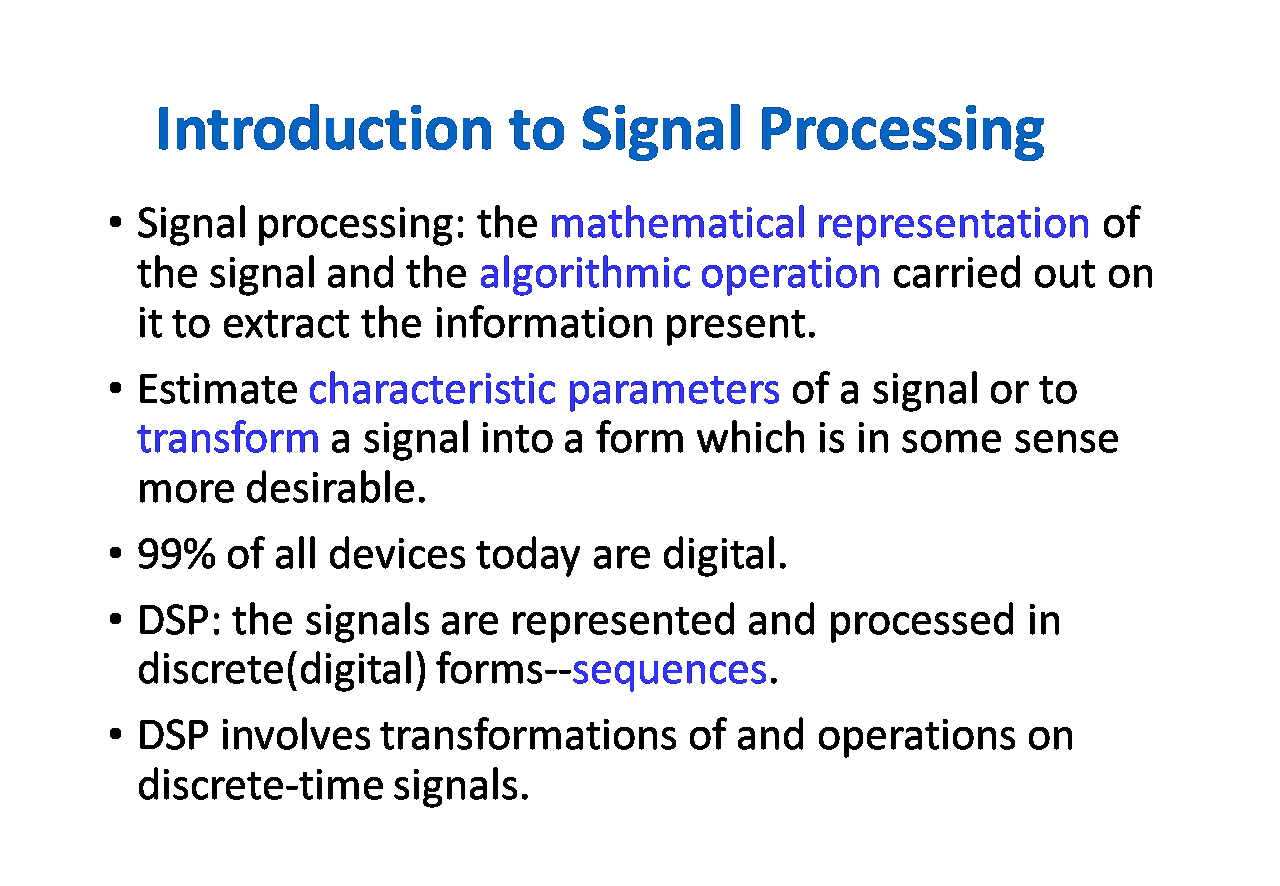 Introduction to Signal Processing
• Signal processing: the mathematical representation of
the signal and the algorithmic operation carried out on
it to extract the information present.
• Estimate characteristic parameters of a signal or to
transform a signal into a form which is in some sense
more desirable.
• 99% of all devices today are digital.
• DSP: the signals are represented and processed in
discrete(digital) forms--sequences.
• DSP involves transformations of and operations on
discrete-time signals.